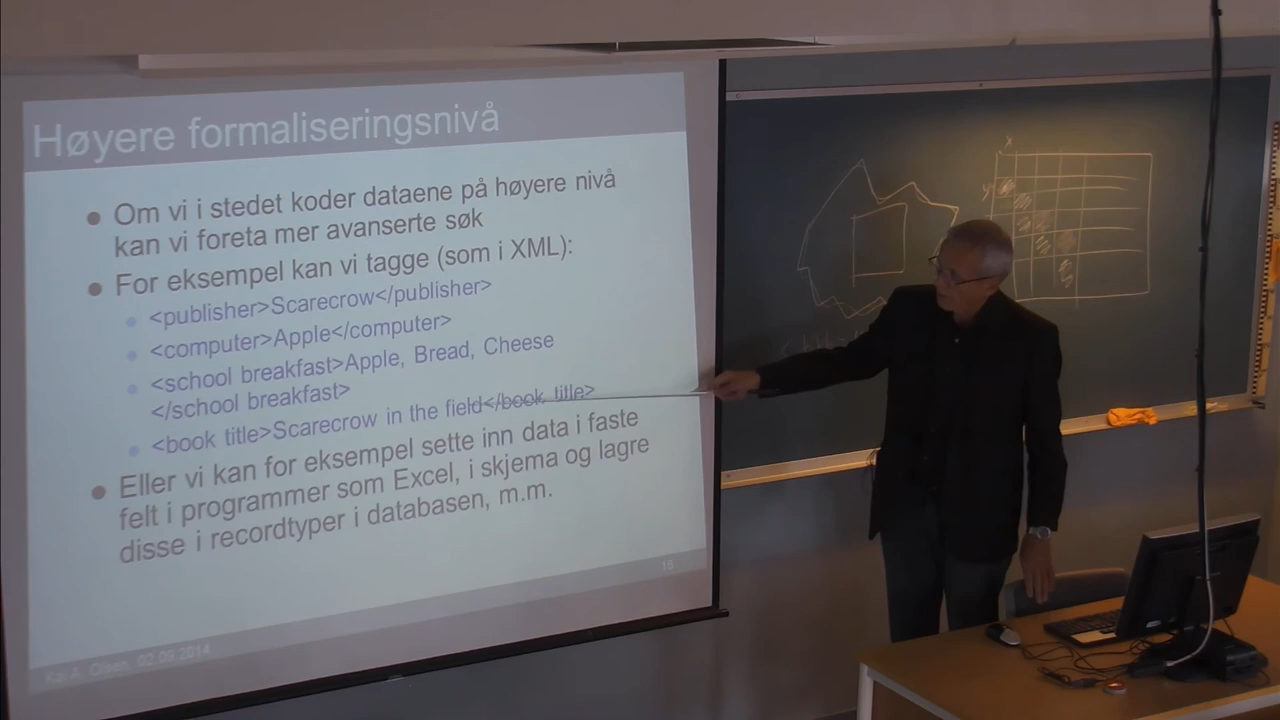 Høyere formaliseringsnivå
Om vi i stedet koder dataene på høyere nivå
kan vi foreta mer avanserte søk
For eksempel kan vi tagge (som i XML):
<publisher>Scarecrow</publisher>
<computer>Apple</computer>
<school breakfast>Apple, Bread, Cheese
</school breakfast>
<book title>Scarecrow in the field</book title>
Eller vi kan for eksempel sette inn data i faste
felt i programmer som Excel, i skjema og lagre
disse i recordtyper i databasen, m.m.
Kai A. Olsen, 02.09.2014
x
y